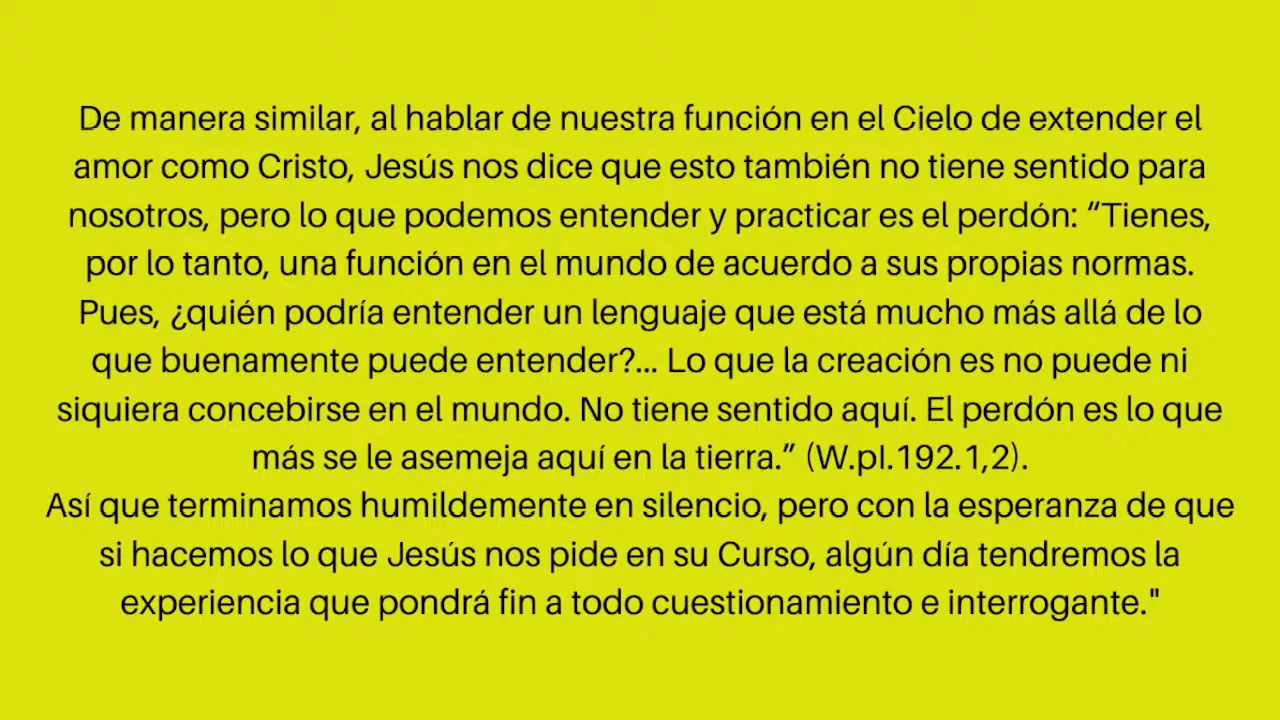 De manera similar, al hablar de nuestra función en el Cielo de extender el
amor como Cristo, Jesús nos dice que esto también no tiene sentido para
nosotros, pero lo que podemos entender y practicar es el perdón: “Tienes,
por lo tanto, una función en el mundo de acuerdo a sus propias normas.
Pues, ¿quién podría entender un lenguaje que está mucho más allá de lo
que buenamente puede entender?... Lo que la creación es no puede ni
siquiera concebirse en el mundo. No tiene sentido aquí. El perdón es lo que
más se le asemeja aquí en la tierra.” (W.pI.192.1,2).
Así que terminamos humildemente en silencio, pero con la esperanza de que
si hacemos lo que Jesús nos pide en su Curso, algún día tendremos la
experiencia que pondrá fin a todo cuestionamiento e interrogante."